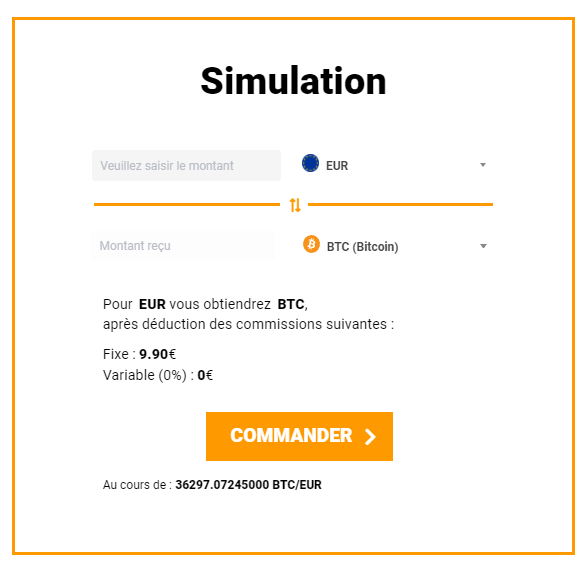 Simulation
Veuillez saisir le montant
EUR
Montant reçu
BTC (Bitcoin)
Pour EUR vous obtiendrez BTC,
après déduction des commissions suivantes :
Fixe : 9.90€
Variable (0%) : 0€
COMMANDER
Au cours de : 36297.07245000 BTC/EUR